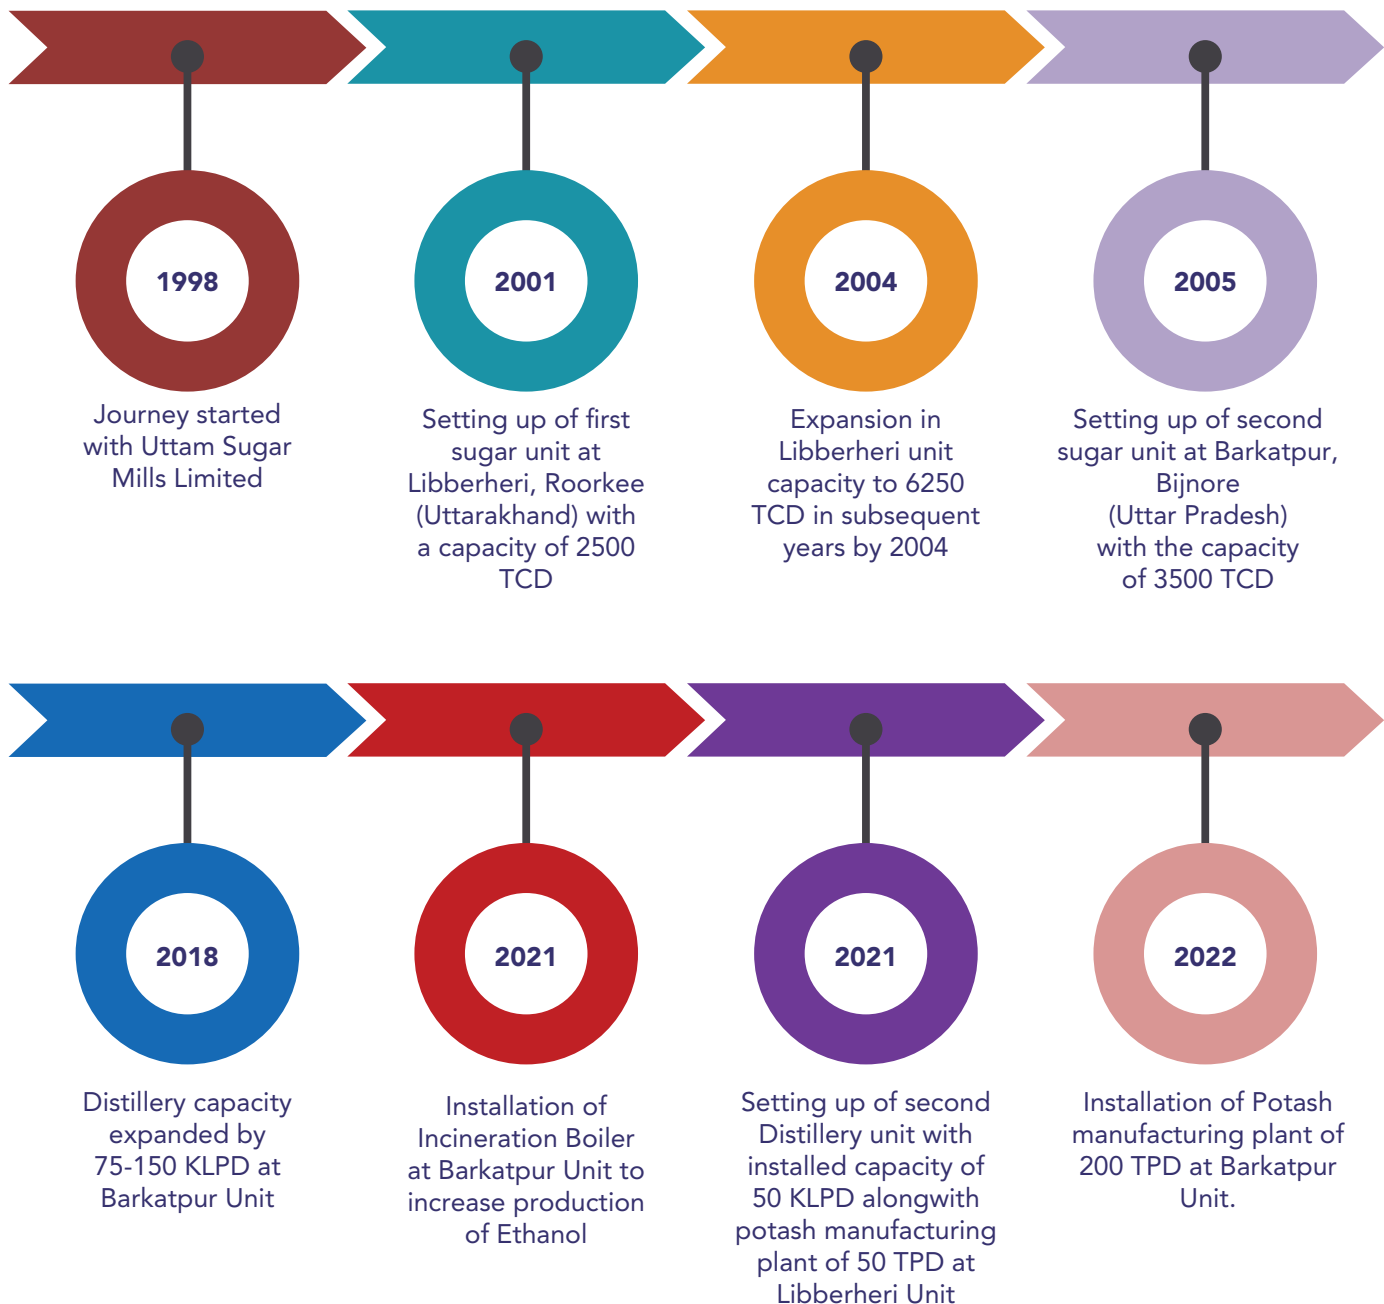 1998
Journey started
with Uttam Sugar
Mills Limited
2001
Setting up of first
sugar unit at
Libberheri, Roorkee
(Uttarakhand) with
a capacity of 2500
TCD
2004
Expansion in
Libberheri unit
capacity to 6250
TCD in subsequent
years by 2004
2005
Setting up of second
sugar unit at Barkatpur,
Bijnore
(Uttar Pradesh)
with the capacity
of 3500 TCD
2018
Distillery capacity
expanded by
75-150 KLPD at
Barkatpur Unit
2021
Installation of
Incineration Boiler
at Barkatpur Unit to
increase production
of Ethanol
2021
Setting up of second
Distillery unit with
installed capacity of
50 KLPD alongwith
potash manufacturing
plant of 50 TPD at
Libberheri Unit
2022
Installation of Potash
manufacturing plant of
200 TPD at Barkatpur
Unit.